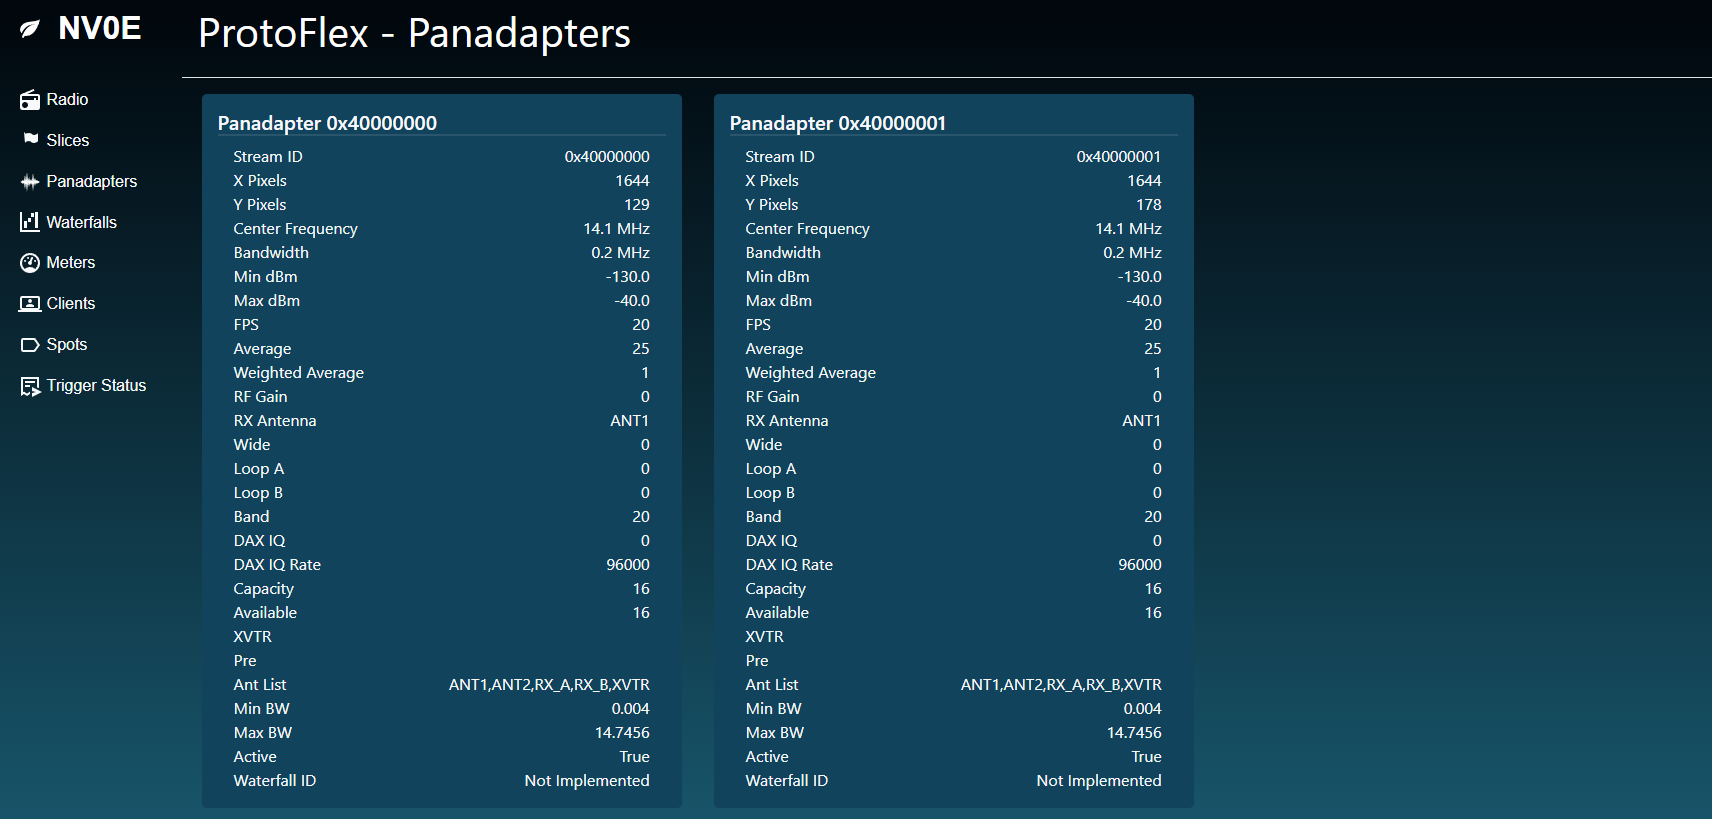 NV0E
ProtoFlex - Panadapters
Radio
Slices
Panadapters
Waterfalls
Meters
Clients
Spots
Trigger Status
Panadapter 0x40000000
Stream ID 0x40000000
X Pixels 1644
Y Pixels 129
Center Frequency 14.1 MHz
Bandwidth 0.2 MHz
Min dBm -130.0
Max dBm -40.0
FPS 20
Average 25
Weighted Average 1
RF Gain 0
RX Antenna ANT1
Wide 0
Loop A 0
Loop B 0
Band 20
DAX IQ 0
DAX IQ Rate 96000
Capacity 16
Available 16
XVTR
Pre
Ant List ANT1,ANT2,RX_A,RX_B,XVTR
Min BW 0.004
Max BW 14.7456
Active True
Waterfall ID Not Implemented
Panadapter 0x40000001
Stream ID 0x40000001
X Pixels 1644
Y Pixels 178
Center Frequency 14.1 MHz
Bandwidth 0.2 MHz
Min dBm -130.0
Max dBm -40.0
FPS 20
Average 25
Weighted Average 1
RF Gain 0
RX Antenna ANT1
Wide 0
Loop A 0
Loop B 0
Band 20
DAX IQ 0
DAX IQ Rate 96000
Capacity 16
Available 16
XVTR
Pre
Ant List ANT1,ANT2,RX_A,RX_B,XVTR
Min BW 0.004
Max BW 14.7456
Active True
Waterfall ID Not Implemented